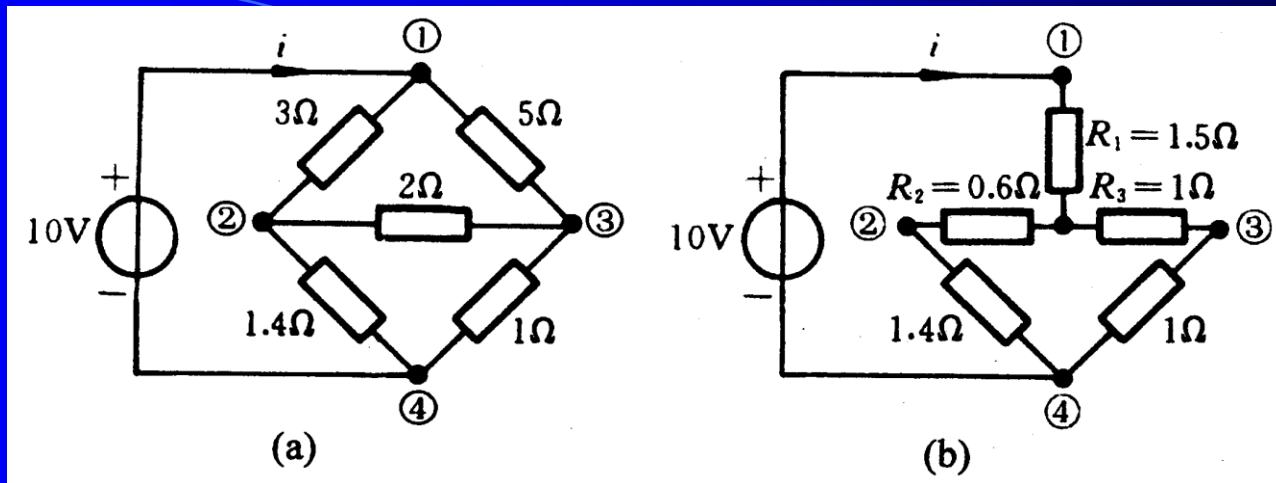 i ①
3Ω 5Ω
+ 2Ω
10V ② ③
−
1.4Ω 1Ω
④
(a)
i ①
R₁ = 1.5Ω
+ R₂ = 0.6Ω R₃ = 1Ω
10V ② ③
−
1.4Ω 1Ω
④
(b)